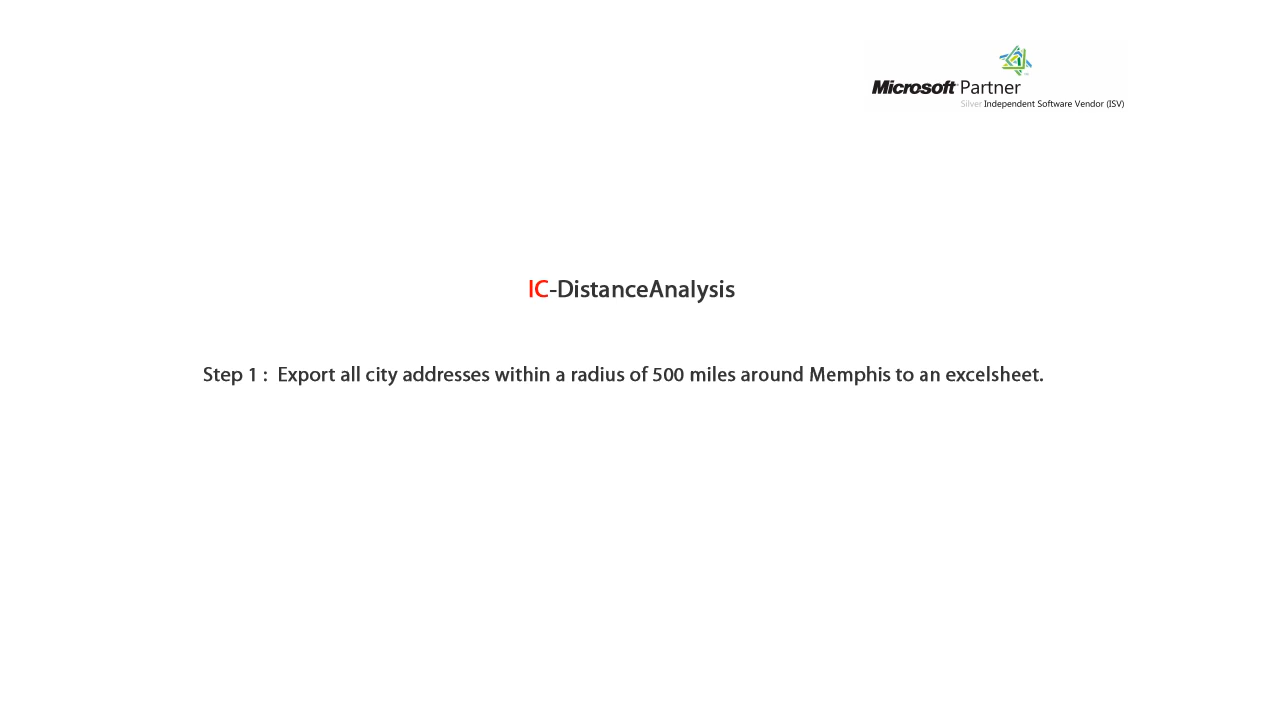 Microsoft Partner
Silver Independent Software Vendor (ISV)
IC-DistanceAnalysis
Step 1 : Export all city addresses within a radius of 500 miles around Memphis to an excelsheet.